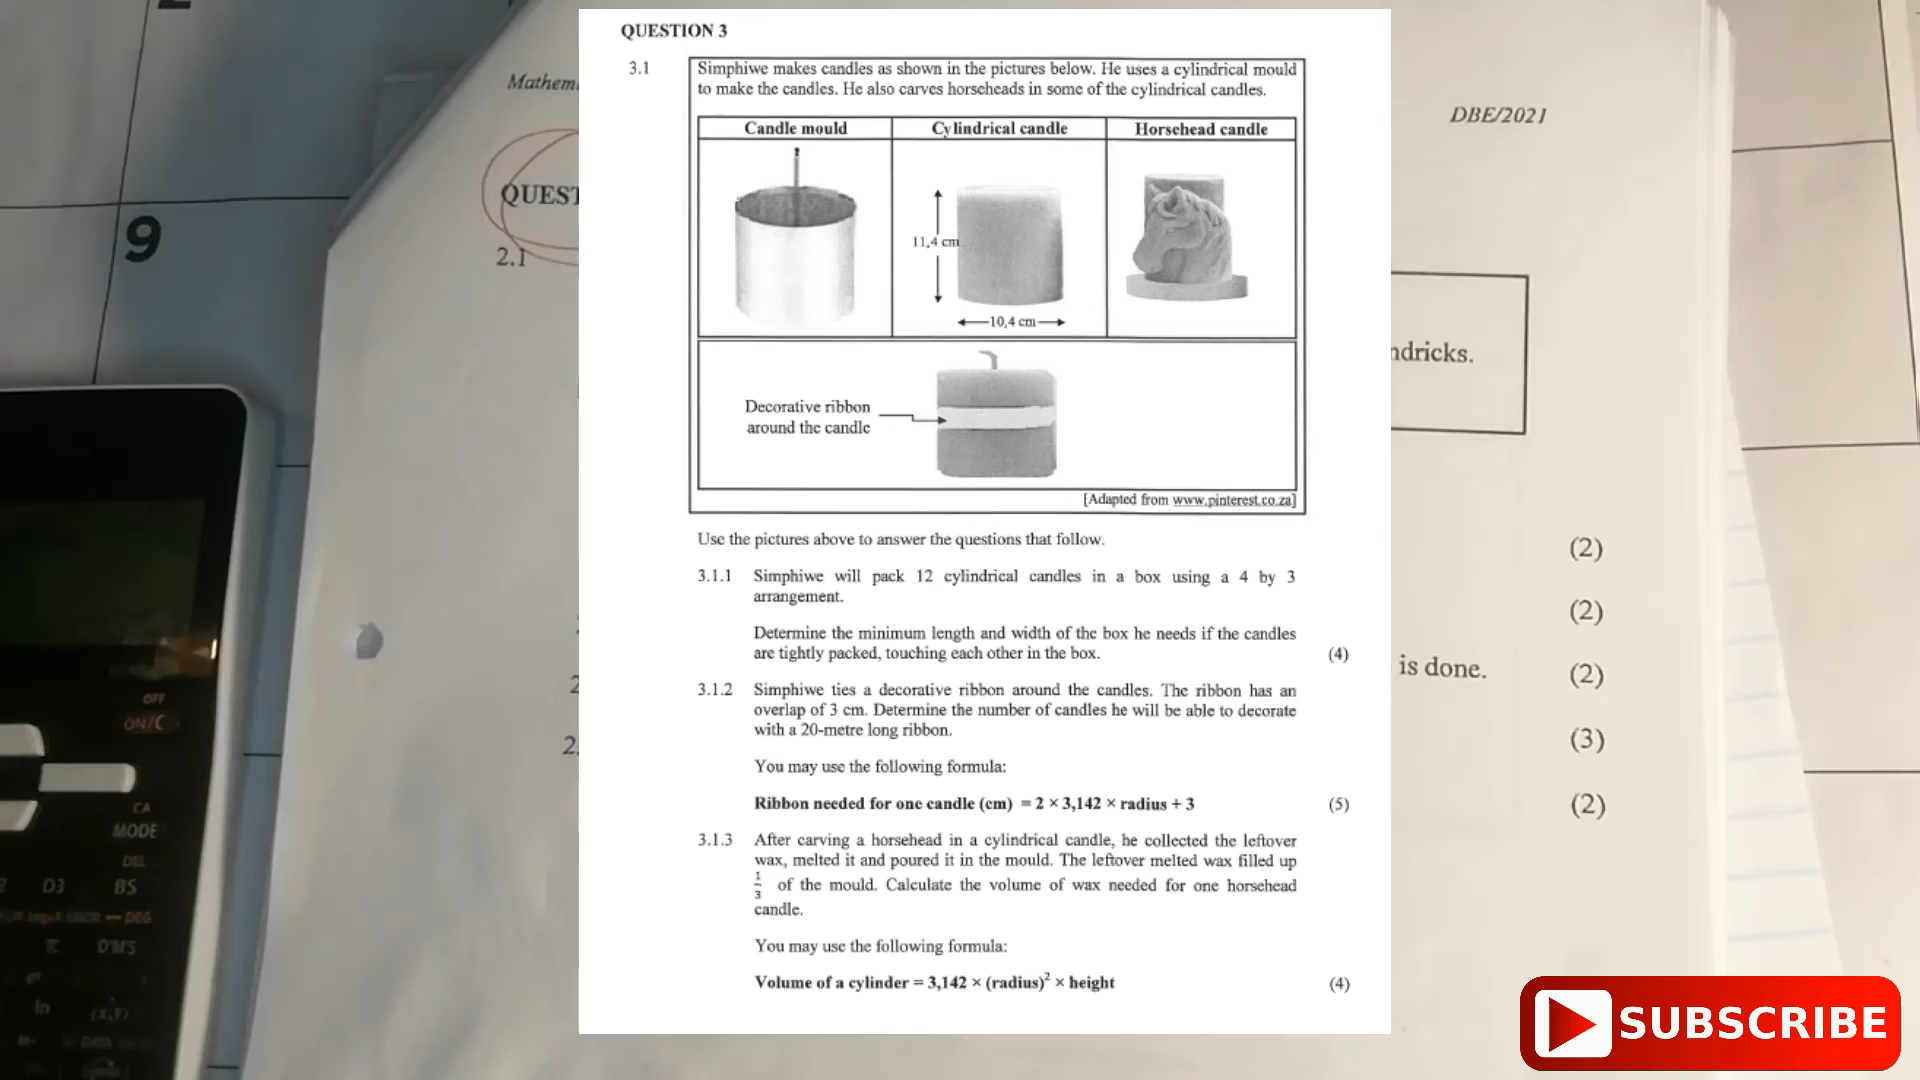 QUESTION 3
3.1
Simphiwe makes candles as shown in the pictures below. He uses a cylindrical mould
to make the candles. He also carves horseheads in some of the cylindrical candles.
Candle mould
Cylindrical candle
Horsehead candle
11,4 cm
10,4 cm
Decorative ribbon
around the candle
[Adapted from www.pinterest.co.za]
Use the pictures above to answer the questions that follow.
3.1.1 Simphiwe will pack 12 cylindrical candles in a box using a 4 by 3
arrangement.
Determine the minimum length and width of the box he needs if the candles
are tightly packed, touching each other in the box. (4)
3.1.2 Simphiwe ties a decorative ribbon around the candles. The ribbon has an
overlap of 3 cm. Determine the number of candles he will be able to decorate
with a 20-metre long ribbon.
You may use the following formula:
Ribbon needed for one candle (cm) = 2 × 3,142 × radius + 3 (5)
3.1.3 After carving a horsehead in a cylindrical candle, he collected the leftover
wax, melted it and poured it in the mould. The leftover melted wax filled up
1/3 of the mould. Calculate the volume of wax needed for one horsehead
candle.
You may use the following formula:
Volume of a cylinder = 3,142 × (radius)² × height (4)
Mathem
DBE/2021
QUEST
2.1
9
ndricks.
(2)
(2)
is done. (2)
(3)
(2)
2
2.
OFF
ON/C
CA
MODE
DEL
D3 BS
DEG
π D°M'S
ln (x,y)
DATA
SUBSCRIBE